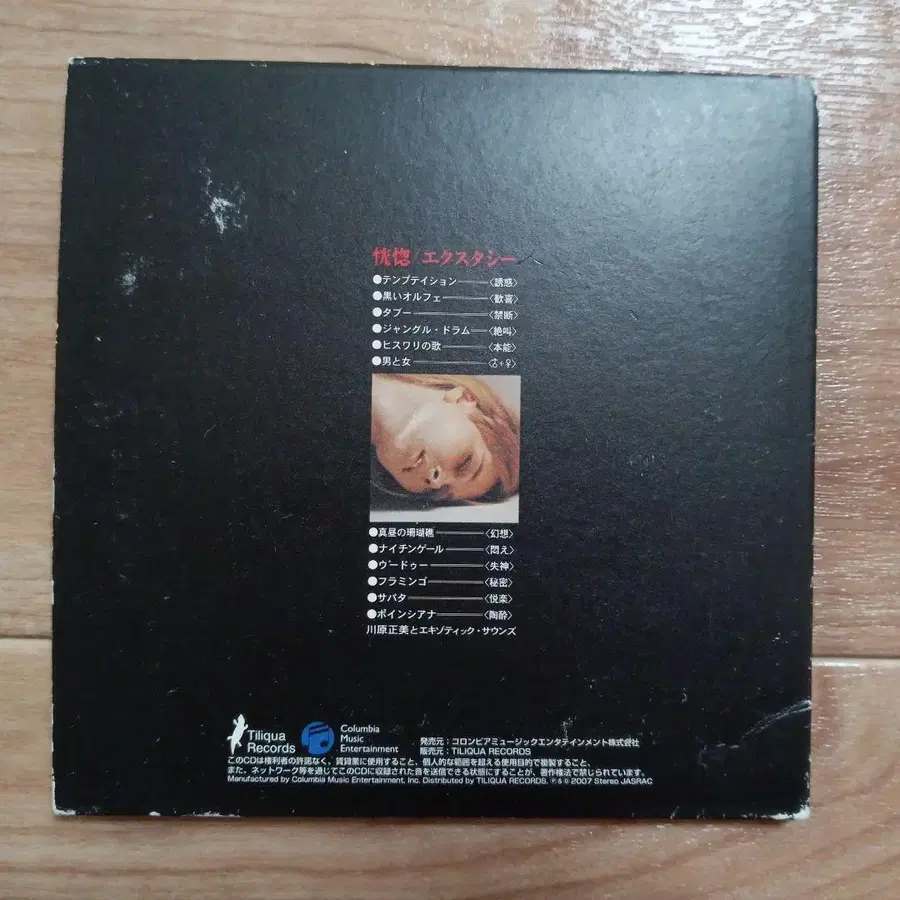 恍惚/エクスタシー
●テンプテイション——〈誘惑〉
●黒いオルフェ——〈歓喜〉
●タブー——〈禁断〉
●ジャングル・ドラム—〈絶叫〉
●ヒスワリの歌——〈本能〉
●男と女——〈♂+♀〉
●真昼の珊瑚礁——〈幻想〉
●ナイチンゲール——〈悶え〉
●ヴードゥー——〈失神〉
●フラミンゴ——〈秘密〉
●サバタ——〈悦楽〉
●ポインシアナ——〈陶酔〉
川原正美とエキゾティック・サウンズ
Tiliqua
Records
Columbia
Music
Entertainment
発売元:コロンビアミュージックエンタテインメント株式会社
販売元:TILIQUA RECORDS
このCDは権利者の許諾なく、賃貸業に使用すること、個人的な範囲を超える使用目的で複製すること、
また、ネットワーク等を通じてこのCDに収録された音を送信できる状態にすることが、著作権法で禁じられています。
Manufactured by Columbia Music Entertainment, Inc. Distributed by TILIQUA RECORDS. ℗ & © 2007 Stereo JASRAC